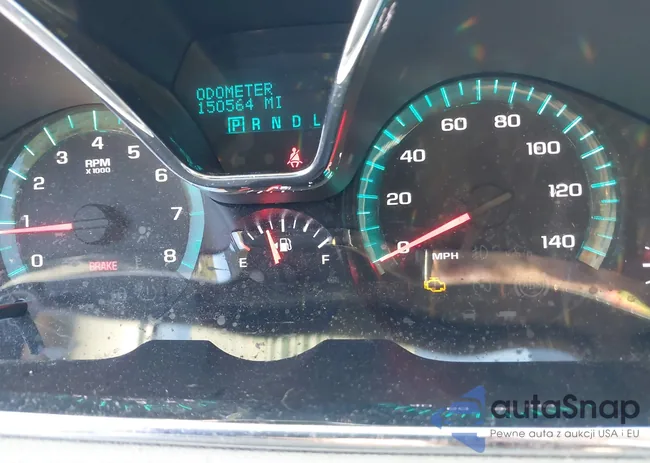 ODOMETER
150564 MI
P R N D L
0 1 2 3 4 5 6 7 8
RPM
X 1000
BRAKE
E F
0 20 40 60 80 100 120 140
MPH
autaSnap
Pewne auta z aukcji USA i EU